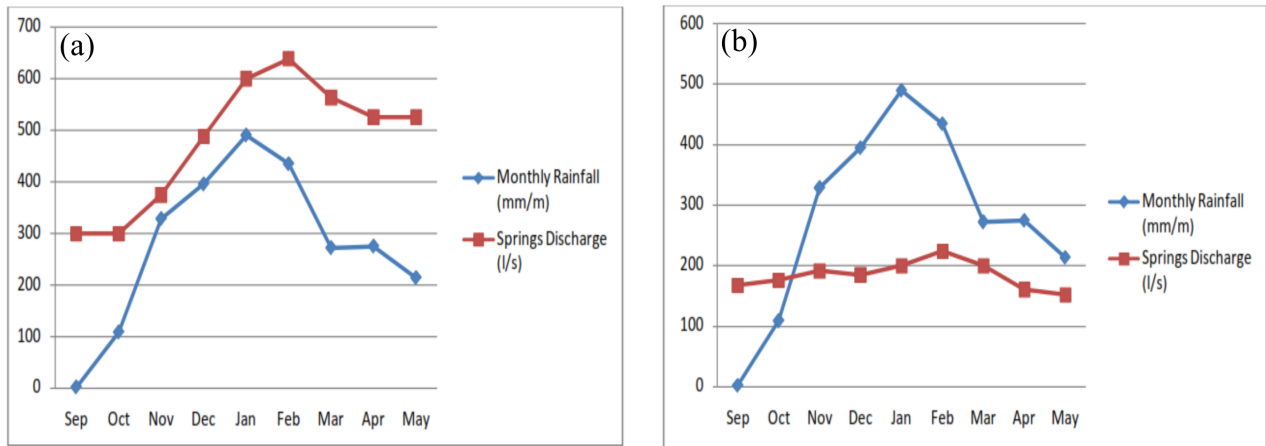 (a)
700
600
500
400
300
200
100
0
Sep Oct Nov Dec Jan Feb Mar Apr May
Monthly Rainfall
(mm/m)
Springs Discharge
(l/s)
(b)
600
500
400
300
200
100
0
Sep Oct Nov Dec Jan Feb Mar Apr May
Monthly Rainfall
(mm/m)
Springs Discharge
(l/s)